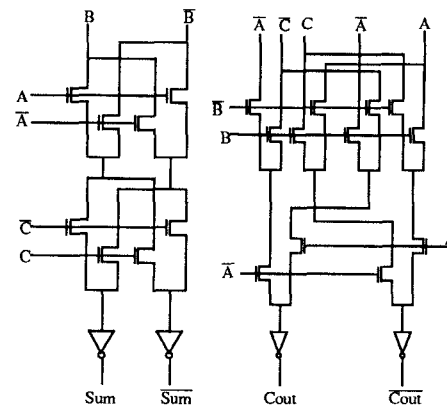 B B̅
A
A̅
C̅
C
Sum S̅u̅m̅
A̅ C̅ C A̅ A
B̅
B
A̅
Cout C̅o̅u̅t̅